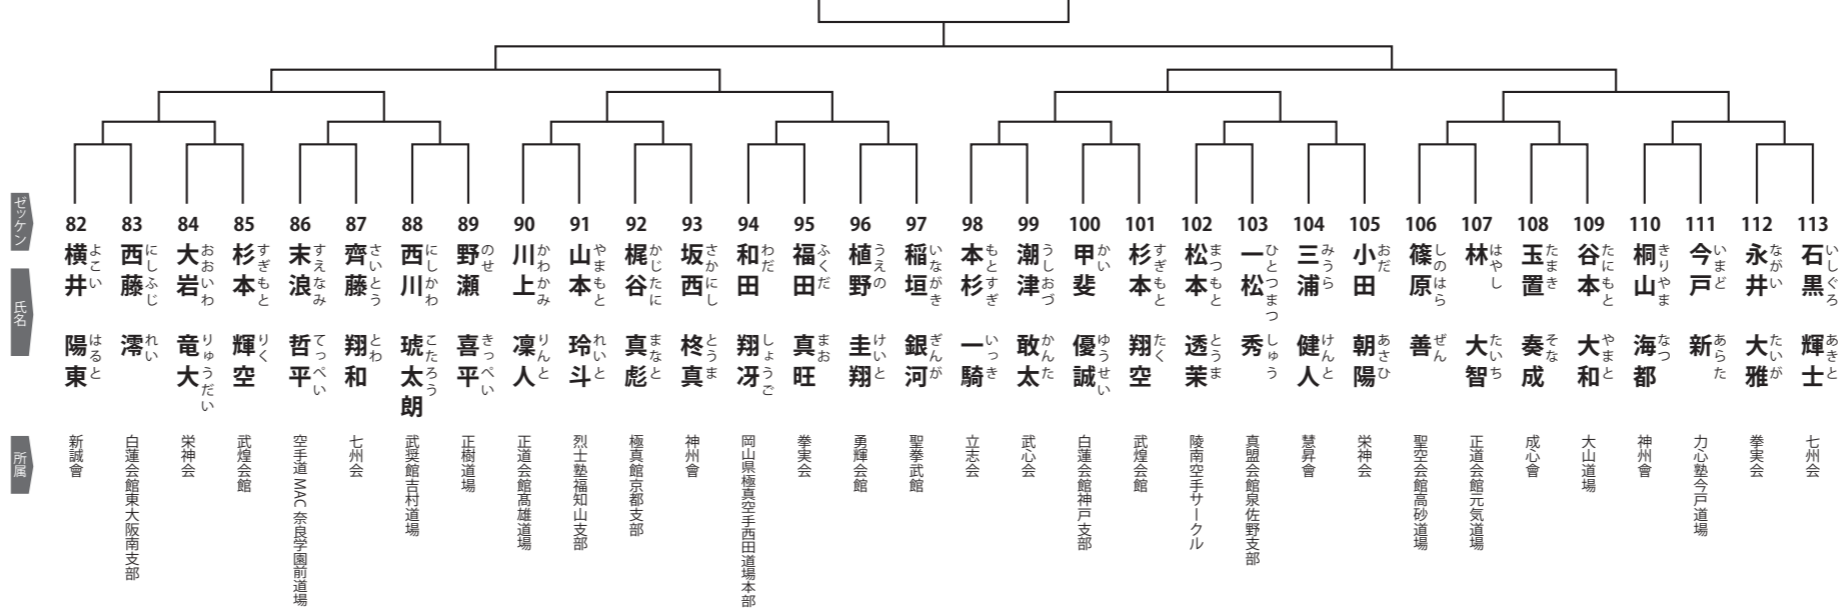 ゼッケン
氏名
所属
82 横井 陽東 よこい はると 新誠會
83 西藤 澪 にしふじ れい 白蓮会館東大阪南支部
84 大岩 竜大 おおいわ りゅうだい 栄神会
85 杉本 輝空 すぎもと りく 武煌会館
86 末浪 哲平 すえなみ てっぺい 空手道 MAC 奈良学園前道場
87 齊藤 翔和 さいとう とわ 七州会
88 西川 琥太朗 にしかわ こたろう 武奨館吉村道場
89 野瀬 喜平 のせ きっぺい 正樹道場
90 川上 凜人 かわかみ りんと 正道会館髙雄道場
91 山本 玲斗 やまもと れいと 烈士塾福知山支部
92 梶谷 真彪 かじたに まなと 極真館京都支部
93 坂西 柊真 さかにし とうま 神州會
94 和田 翔冴 わだ しょうご 岡山県極真空手西田道場本部
95 福田 真旺 ふくだ まお 拳実会
96 植野 圭翔 うえの けいと 勇輝会館
97 稲垣 銀河 いながき ぎんが 聖拳武館
98 本杉 一騎 もとすぎ いっき 立志会
99 潮津 敢太 うしおづ かんた 武心会
100 甲斐 優誠 かい ゆうせい 白蓮会館神戸支部
101 杉本 翔空 すぎもと たく 武煌会館
102 松本 透茉 まつもと とうま 陵南空手サークル
103 一松 秀 ひとつまつ しゅう 真盟会館泉佐野支部
104 三浦 健人 みうら けんと 慧昇會
105 小田 朝陽 おだ あさひ 栄神会
106 篠原 善 しのはら ぜん 聖空会館高砂道場
107 林 大智 はやし たいち 正道会館元気道場
108 玉置 奏成 たまき そな 成心會
109 谷本 大和 たにもと やまと 大山道場
110 桐山 海都 きりやま なつ 神州會
111 今戸 新 いまど あらた 力心塾今戸道場
112 永井 大雅 ながい たいが 拳実会
113 石黒 輝士 いしぐろ あきと 七州会